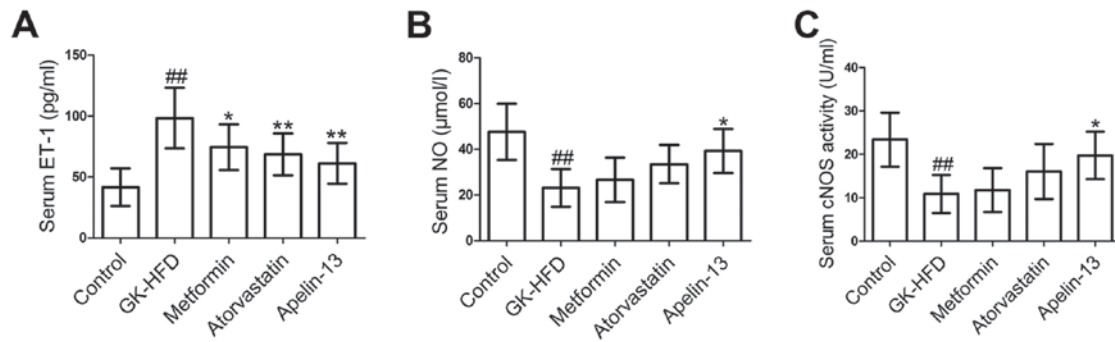 A
Serum ET-1 (pg/ml)
150
100
50
0
##
*
**
**
Control
GK-HFD
Metformin
Atorvastatin
Apelin-13
B
Serum NO (μmol/l)
80
60
40
20
0
##
*
Control
GK-HFD
Metformin
Atorvastatin
Apelin-13
C
Serum cNOS activity (U/ml)
40
30
20
10
0
##
*
Control
GK-HFD
Metformin
Atorvastatin
Apelin-13